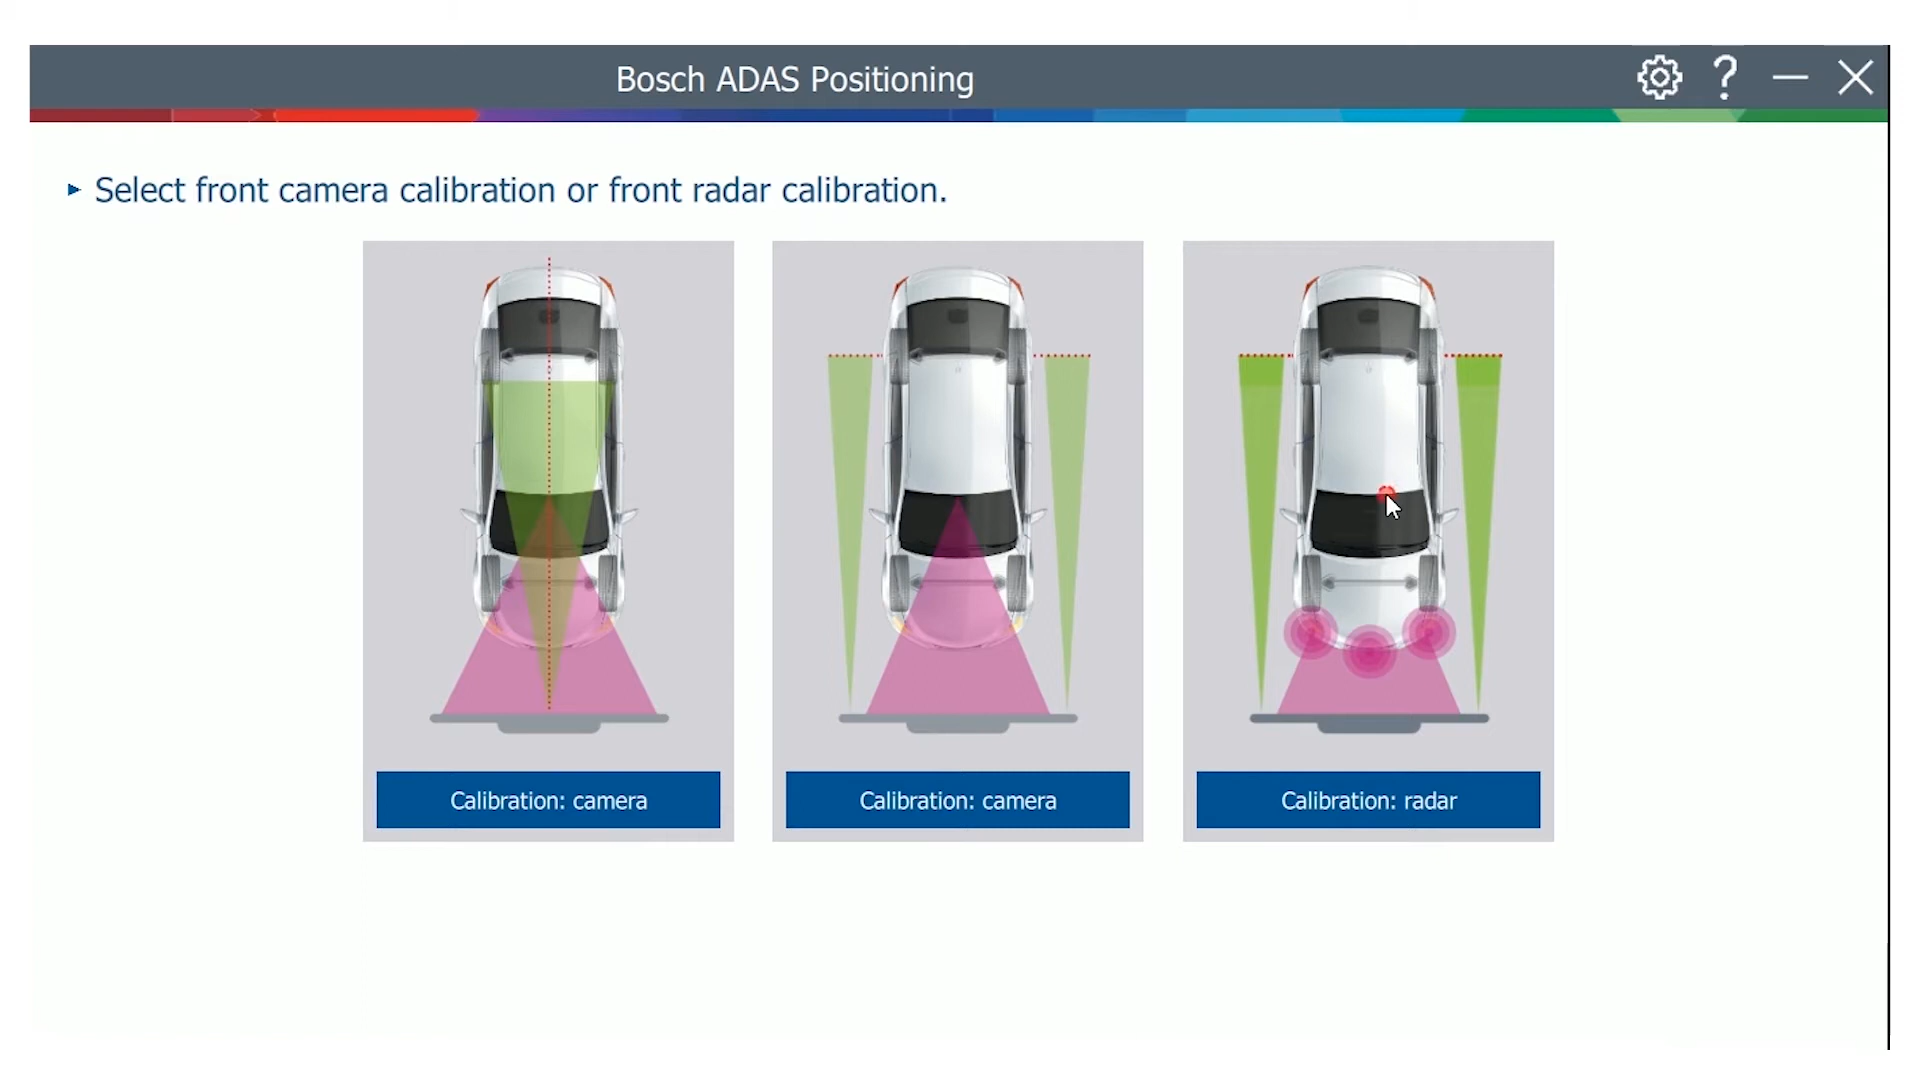 Bosch ADAS Positioning
Select front camera calibration or front radar calibration.
Calibration: camera
Calibration: camera
Calibration: radar